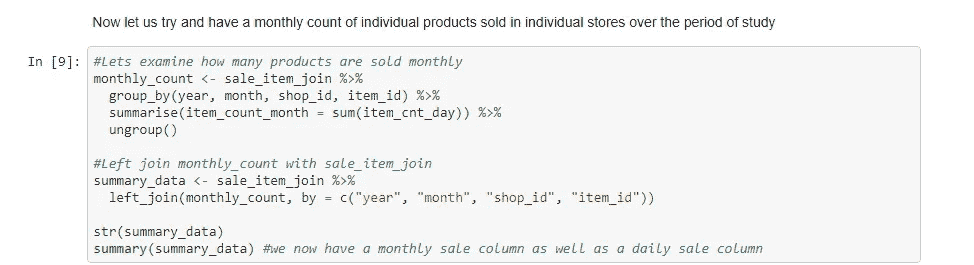 Now let us try and have a monthly count of individual products sold in individual stores over the period of study
In [9]: #Lets examine how many products are sold monthly
monthly_count <- sale_item_join %>%
  group_by(year, month, shop_id, item_id) %>%
  summarise(item_count_month = sum(item_cnt_day)) %>%
  ungroup()
#Left join monthly_count with sale_item_join
summary_data <- sale_item_join %>%
  left_join(monthly_count, by = c("year", "month", "shop_id", "item_id"))
str(summary_data)
summary(summary_data) #we now have a monthly sale column as well as a daily sale column